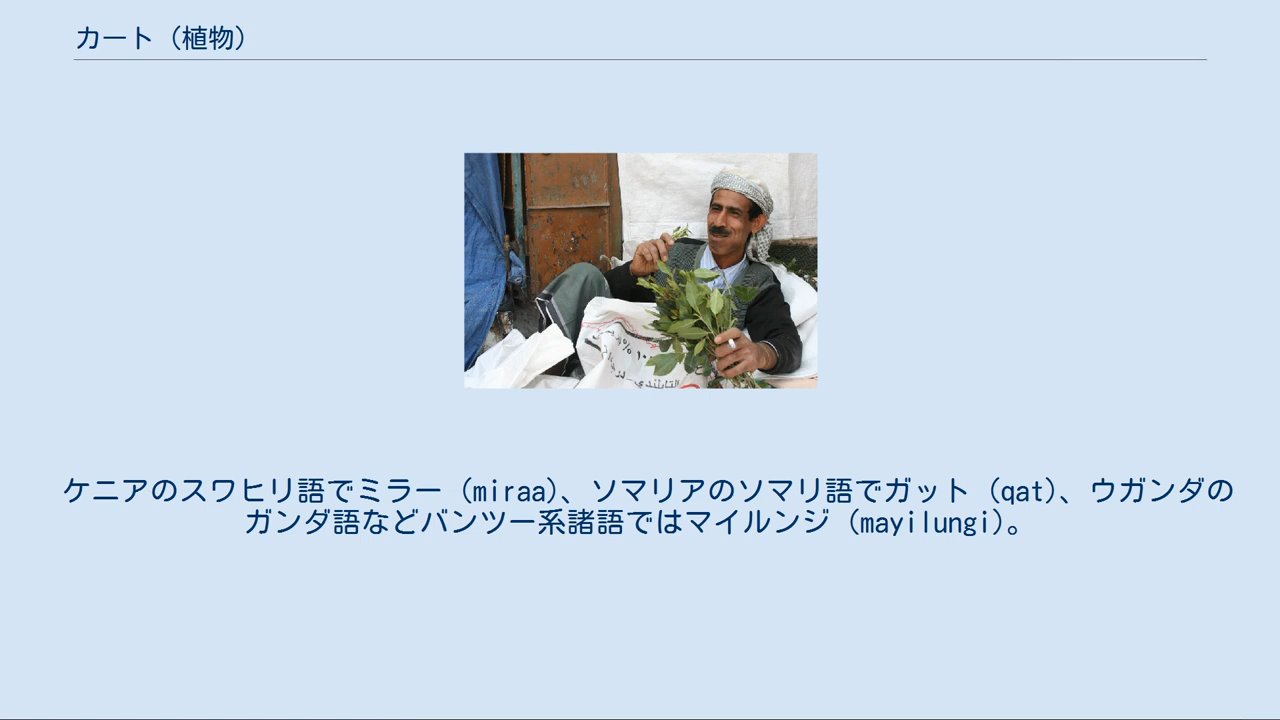 カート（植物）
ケニアのスワヒリ語でミラー（miraa）、ソマリアのソマリ語でガット（qat）、ウガンダの
ガンダ語などバンツー系諸語ではマイルンジ（mayilungi）。